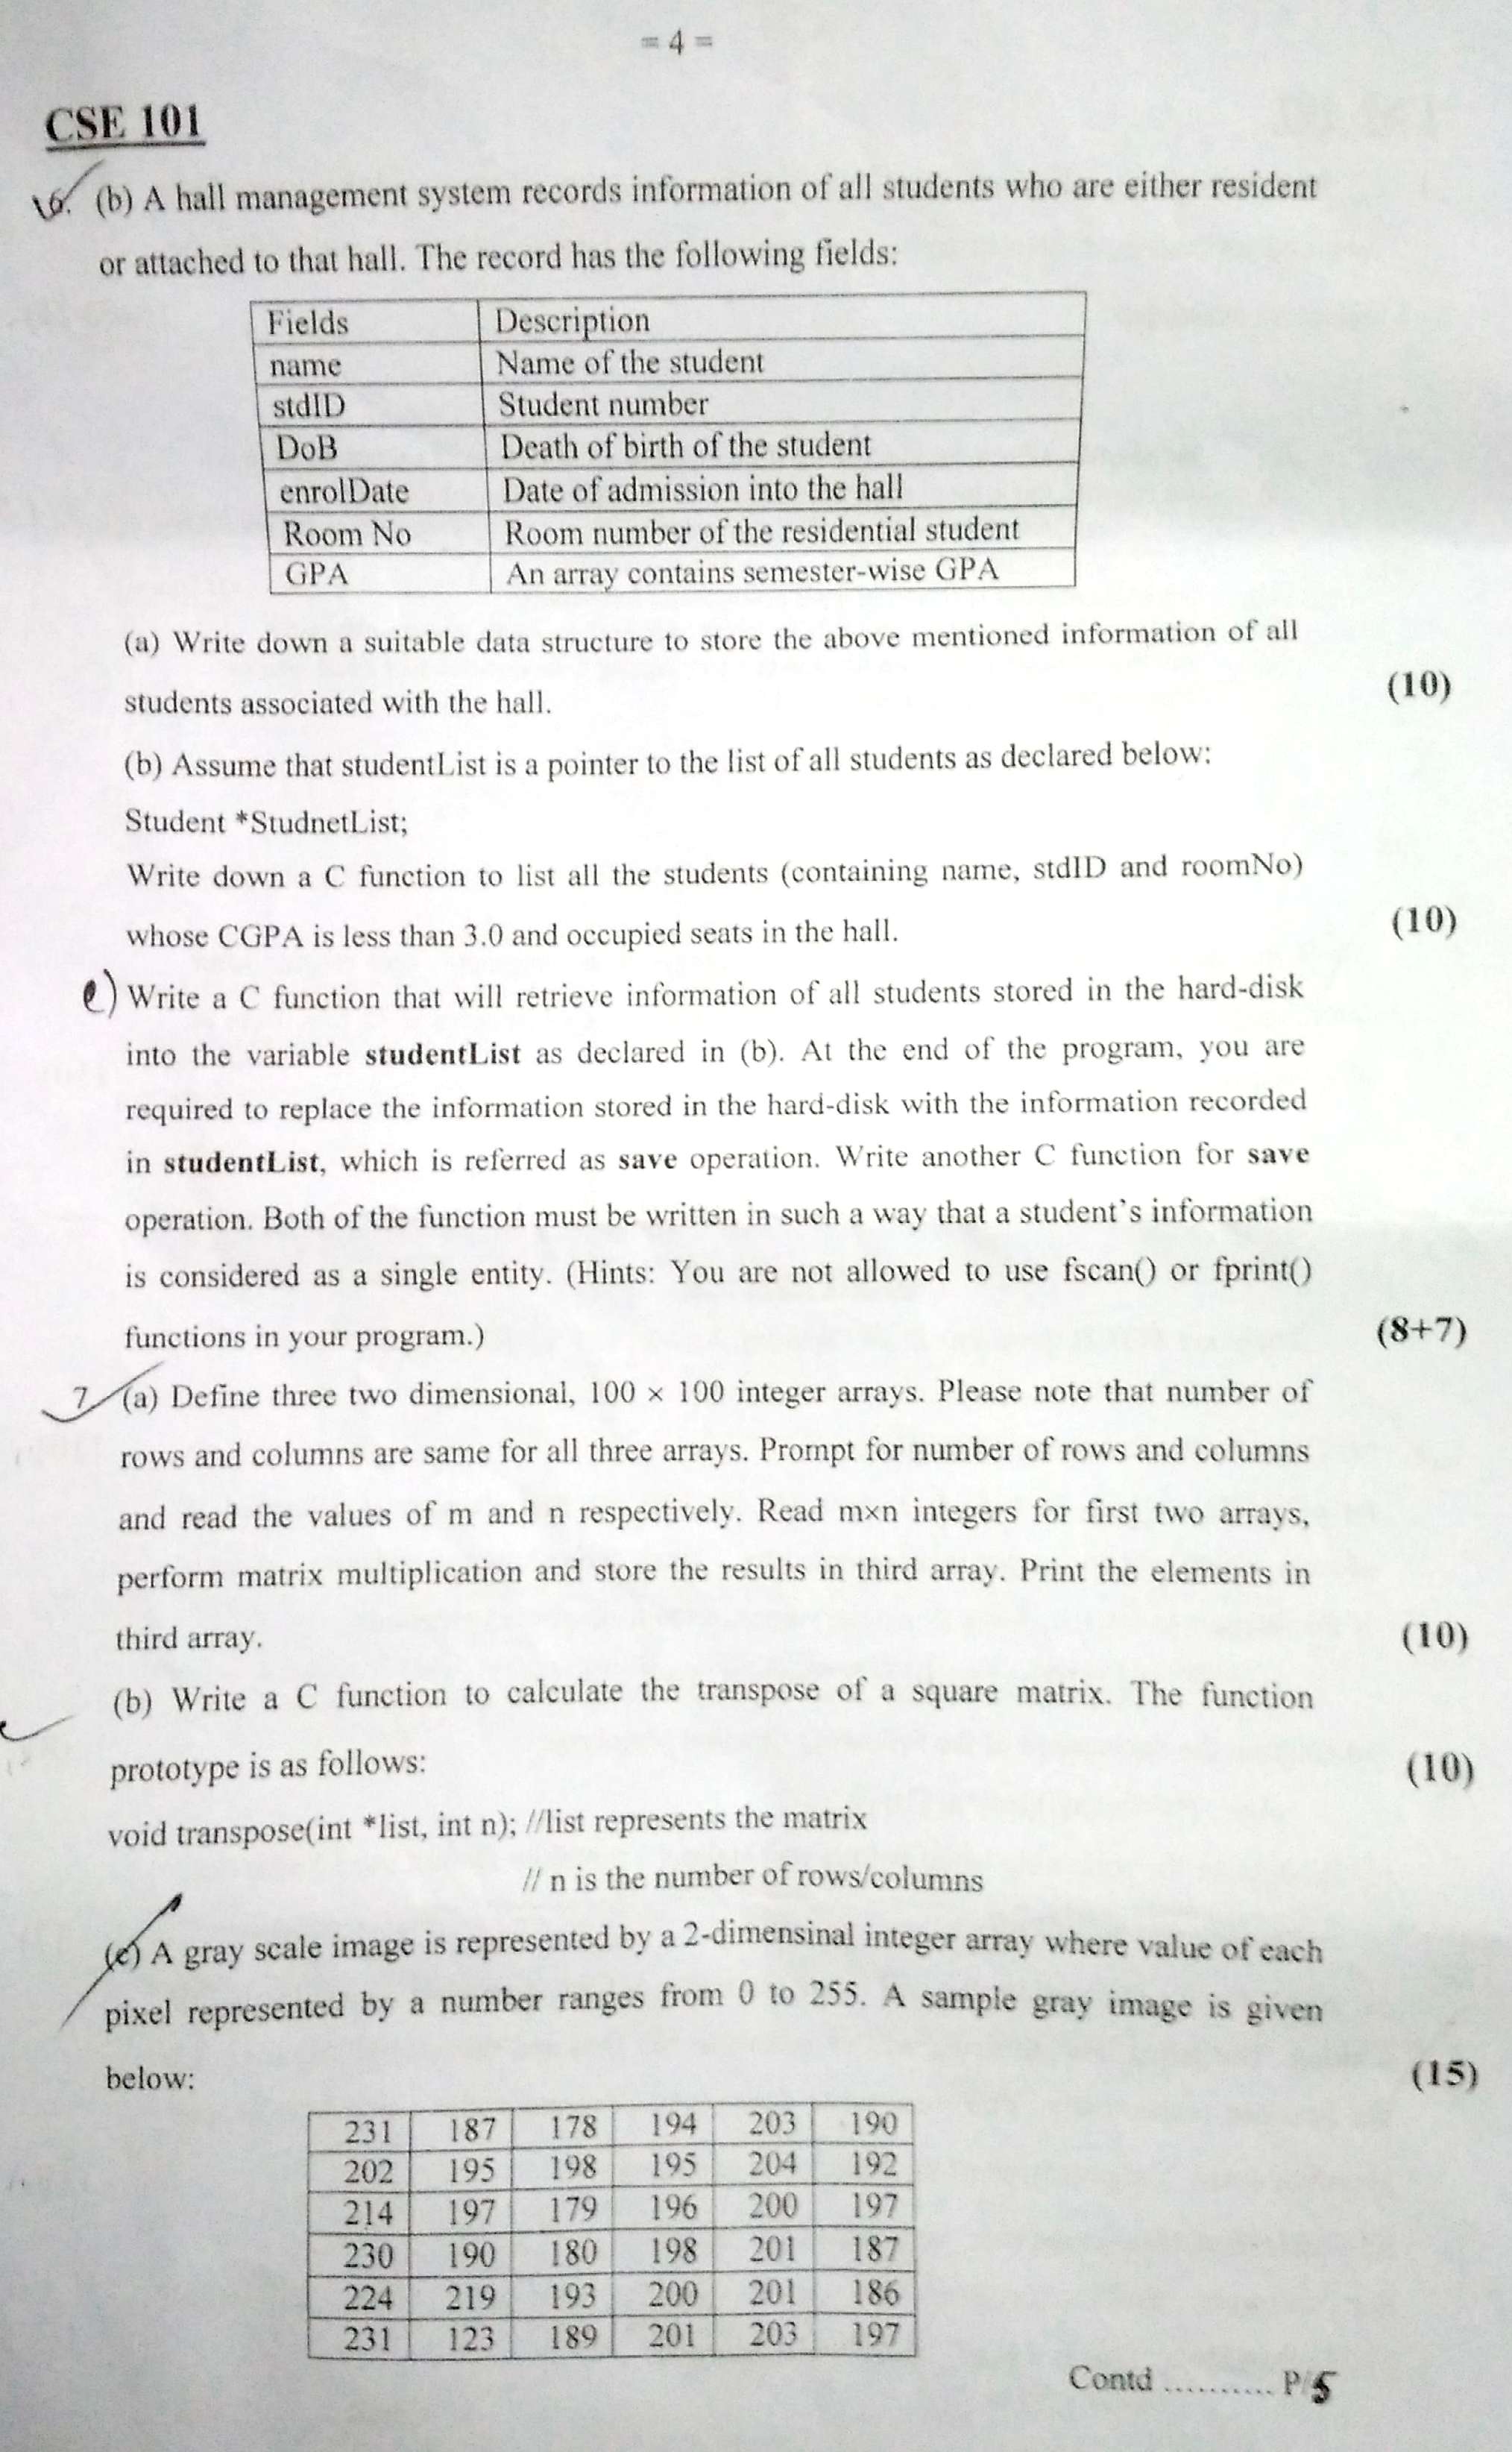 = 4 =
CSE 101
6. (b) A hall management system records information of all students who are either resident
or attached to that hall. The record has the following fields:
Fields Description
name Name of the student
stdID Student number
DoB Death of birth of the student
enrolDate Date of admission into the hall
Room No Room number of the residential student
GPA An array contains semester-wise GPA
(a) Write down a suitable data structure to store the above mentioned information of all
students associated with the hall. (10)
(b) Assume that studentList is a pointer to the list of all students as declared below:
Student *StudnetList;
Write down a C function to list all the students (containing name, stdID and roomNo)
whose CGPA is less than 3.0 and occupied seats in the hall. (10)
c) Write a C function that will retrieve information of all students stored in the hard-disk
into the variable studentList as declared in (b). At the end of the program, you are
required to replace the information stored in the hard-disk with the information recorded
in studentList, which is referred as save operation. Write another C function for save
operation. Both of the function must be written in such a way that a student's information
is considered as a single entity. (Hints: You are not allowed to use fscan() or fprint()
functions in your program.) (8+7)
7 (a) Define three two dimensional, 100 × 100 integer arrays. Please note that number of
rows and columns are same for all three arrays. Prompt for number of rows and columns
and read the values of m and n respectively. Read m×n integers for first two arrays,
perform matrix multiplication and store the results in third array. Print the elements in
third array. (10)
(b) Write a C function to calculate the transpose of a square matrix. The function
prototype is as follows: (10)
void transpose(int *list, int n); //list represents the matrix
// n is the number of rows/columns
(c) A gray scale image is represented by a 2-dimensinal integer array where value of each
pixel represented by a number ranges from 0 to 255. A sample gray image is given
below: (15)
231 187 178 194 203 190
202 195 198 195 204 192
214 197 179 196 200 197
230 190 180 198 201 187
224 219 193 200 201 186
231 123 189 201 203 197
Contd .......... P/5